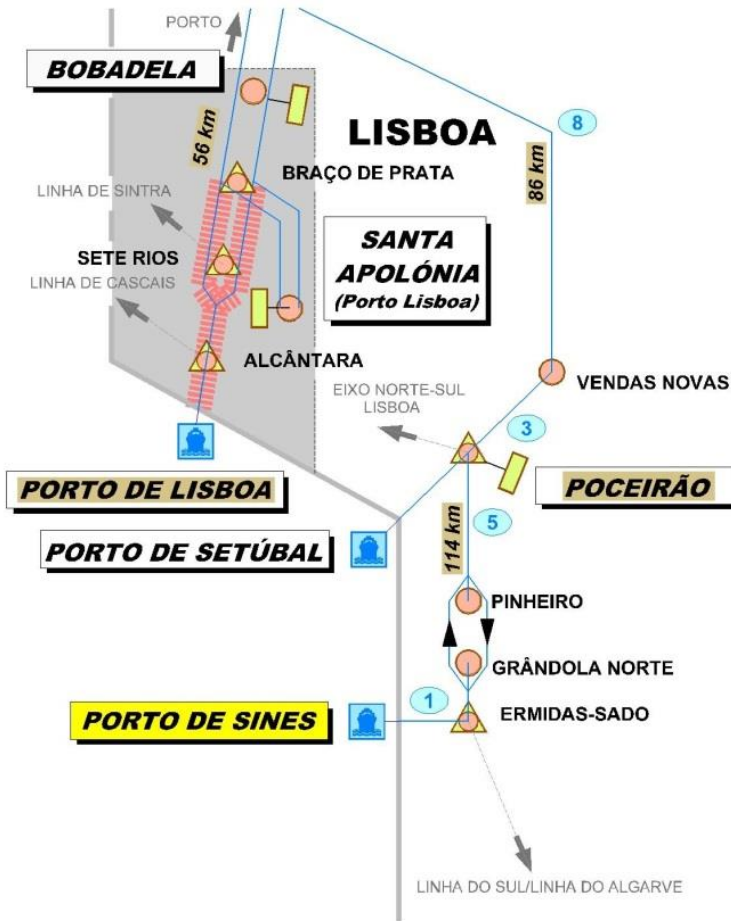 PORTO
BOBADELA
56 km
LISBOA
8
86 km
BRAÇO DE PRATA
LINHA DE SINTRA
SETE RIOS
LINHA DE CASCAIS
SANTA
APOLÓNIA
(Porto Lisboa)
ALCÂNTARA
VENDAS NOVAS
EIXO NORTE-SUL
LISBOA
3
PORTO DE LISBOA
POCEIRÃO
PORTO DE SETÚBAL
114 km
5
PINHEIRO
GRÂNDOLA NORTE
PORTO DE SINES
1
ERMIDAS-SADO
LINHA DO SUL/LINHA DO ALGARVE